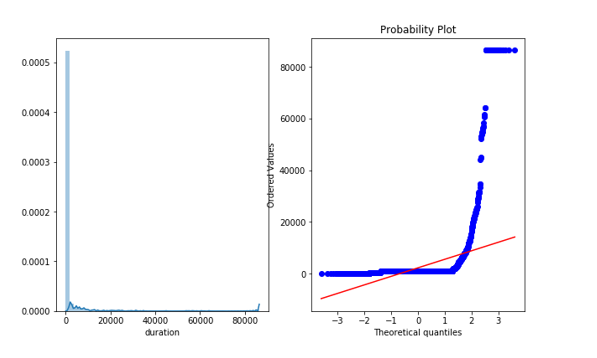 0.0005
0.0004
0.0003
0.0002
0.0001
0.0000
0 20000 40000 60000 80000
duration
Probability Plot
80000
60000
40000
20000
0
Ordered Values
−3 −2 −1 0 1 2 3
Theoretical quantiles